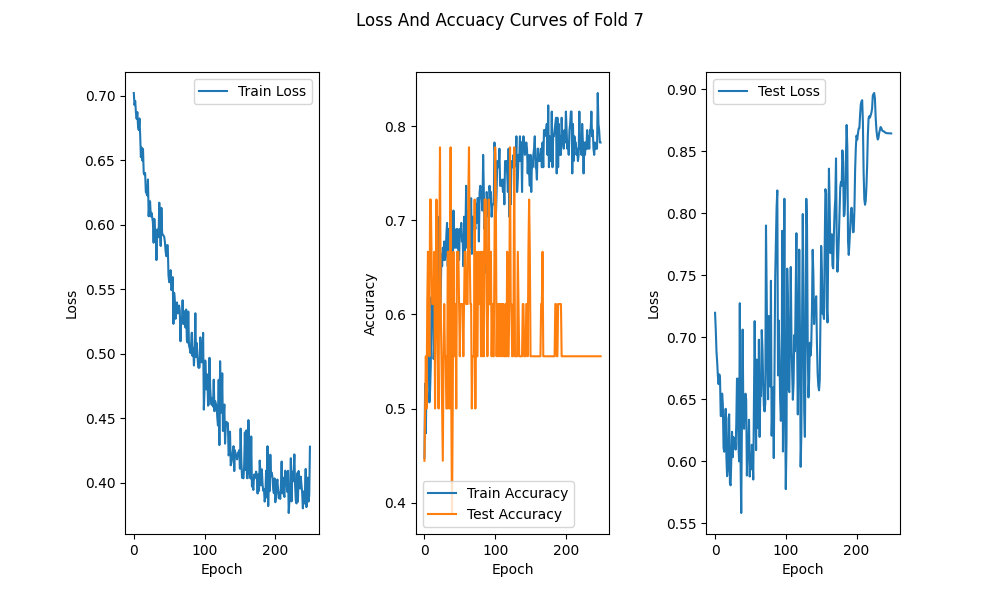 Loss And Accuacy Curves of Fold 7
Train Loss
Loss
0.70
0.65
0.60
0.55
0.50
0.45
0.40
0 100 200
Epoch
Train Accuracy
Test Accuracy
Accuracy
0.8
0.7
0.6
0.5
0.4
0 100 200
Epoch
Test Loss
Loss
0.90
0.85
0.80
0.75
0.70
0.65
0.60
0.55
0 100 200
Epoch